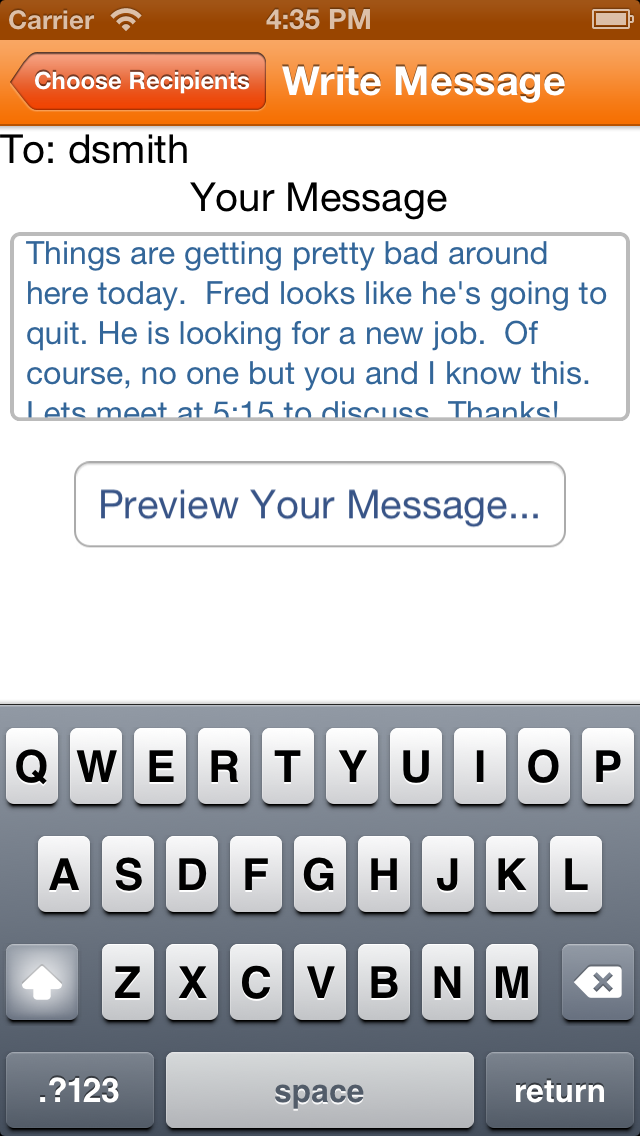 Carrier 4:35 PM
Choose Recipients Write Message
To: dsmith
Your Message
Things are getting pretty bad around
here today.  Fred looks like he's going to
quit. He is looking for a new job.  Of
course, no one but you and I know this.
Lets meet at 5:15 to discuss  Thanks!
Preview Your Message...
Q W E R T Y U I O P
A S D F G H J K L
Z X C V B N M
.?123 space return